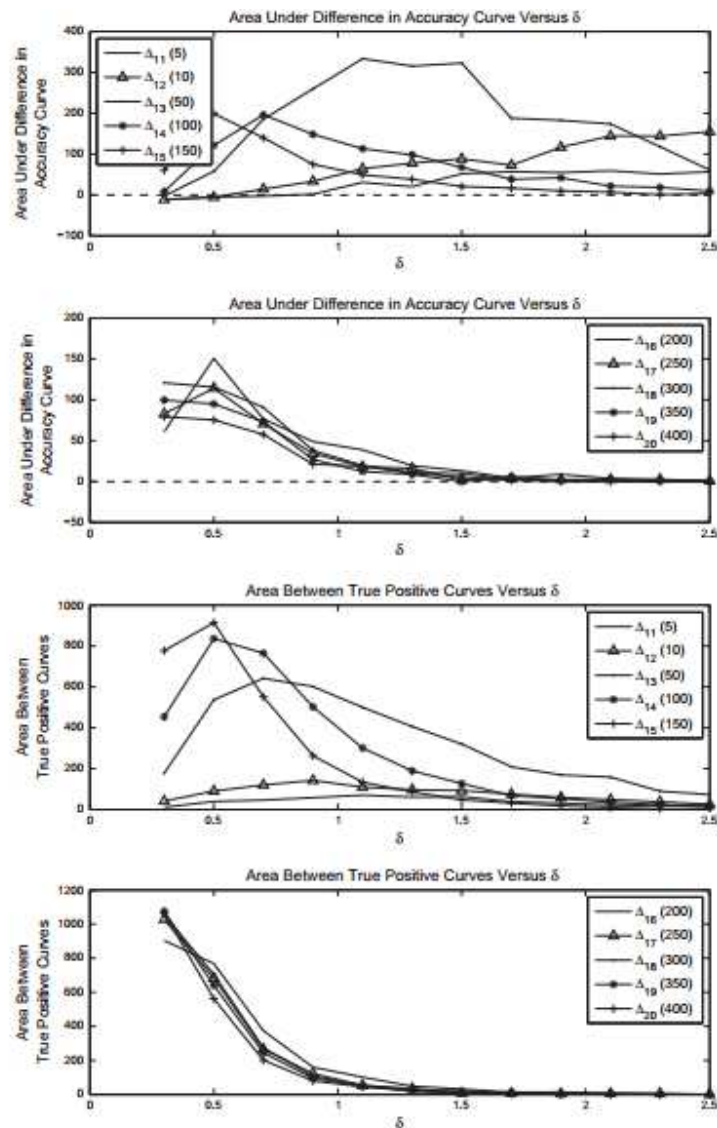 Area Under Difference in Accuracy Curve Versus δ
Area Under Difference in
Accuracy Curve
400
300
200
100
0
−100
Δ11 (5)
Δ12 (10)
Δ13 (50)
Δ14 (100)
Δ15 (150)
0 0.5 1 1.5 2 2.5
δ
Area Under Difference in Accuracy Curve Versus δ
Area Under Difference in
Accuracy Curve
200
150
100
50
0
−50
Δ16 (200)
Δ17 (250)
Δ18 (300)
Δ19 (350)
Δ20 (400)
0 0.5 1 1.5 2 2.5
δ
Area Between True Positive Curves Versus δ
Area Between
True Positive Curves
1000
800
600
400
200
0
Δ11 (5)
Δ12 (10)
Δ13 (50)
Δ14 (100)
Δ15 (150)
0 0.5 1 1.5 2 2.5
δ
Area Between True Positive Curves Versus δ
Area Between
True Positive Curves
1200
1000
800
600
400
200
0
Δ16 (200)
Δ17 (250)
Δ18 (300)
Δ19 (350)
Δ20 (400)
0 0.5 1 1.5 2 2.5
δ